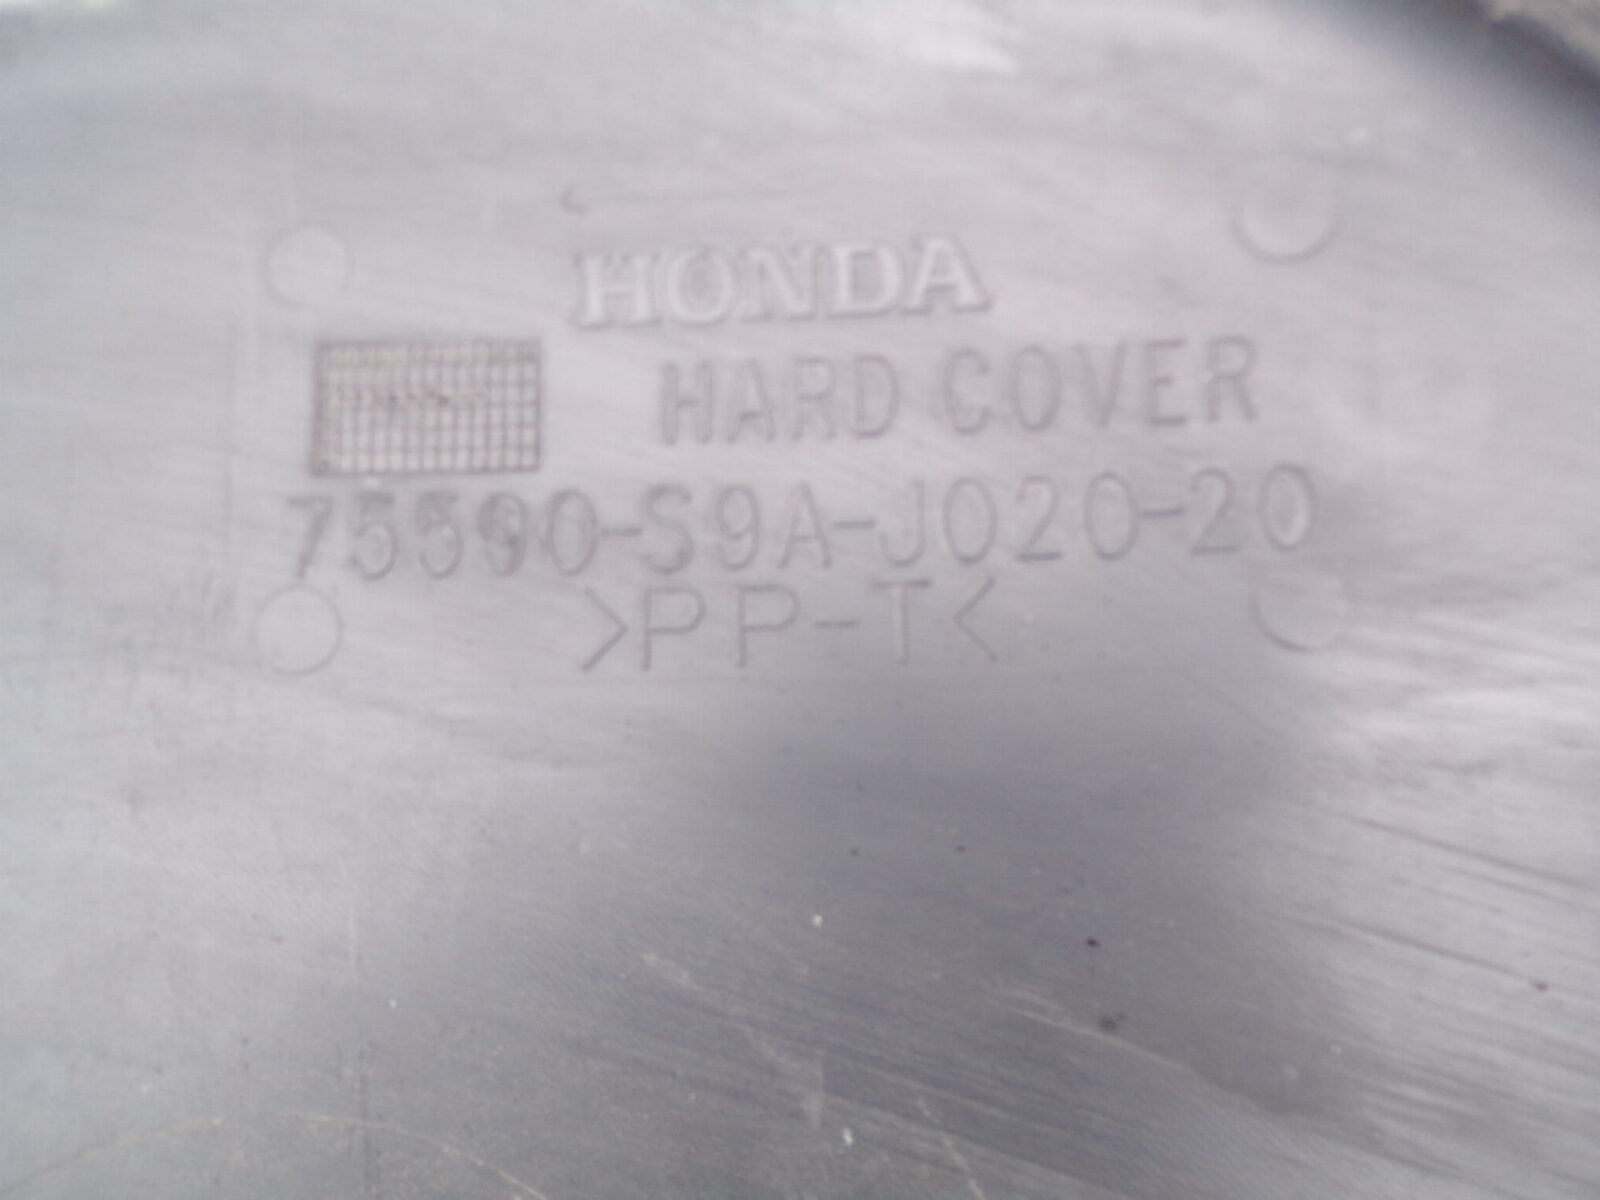 HONDA
HARD COVER
75590-S9A-J020-20
>PP-T<